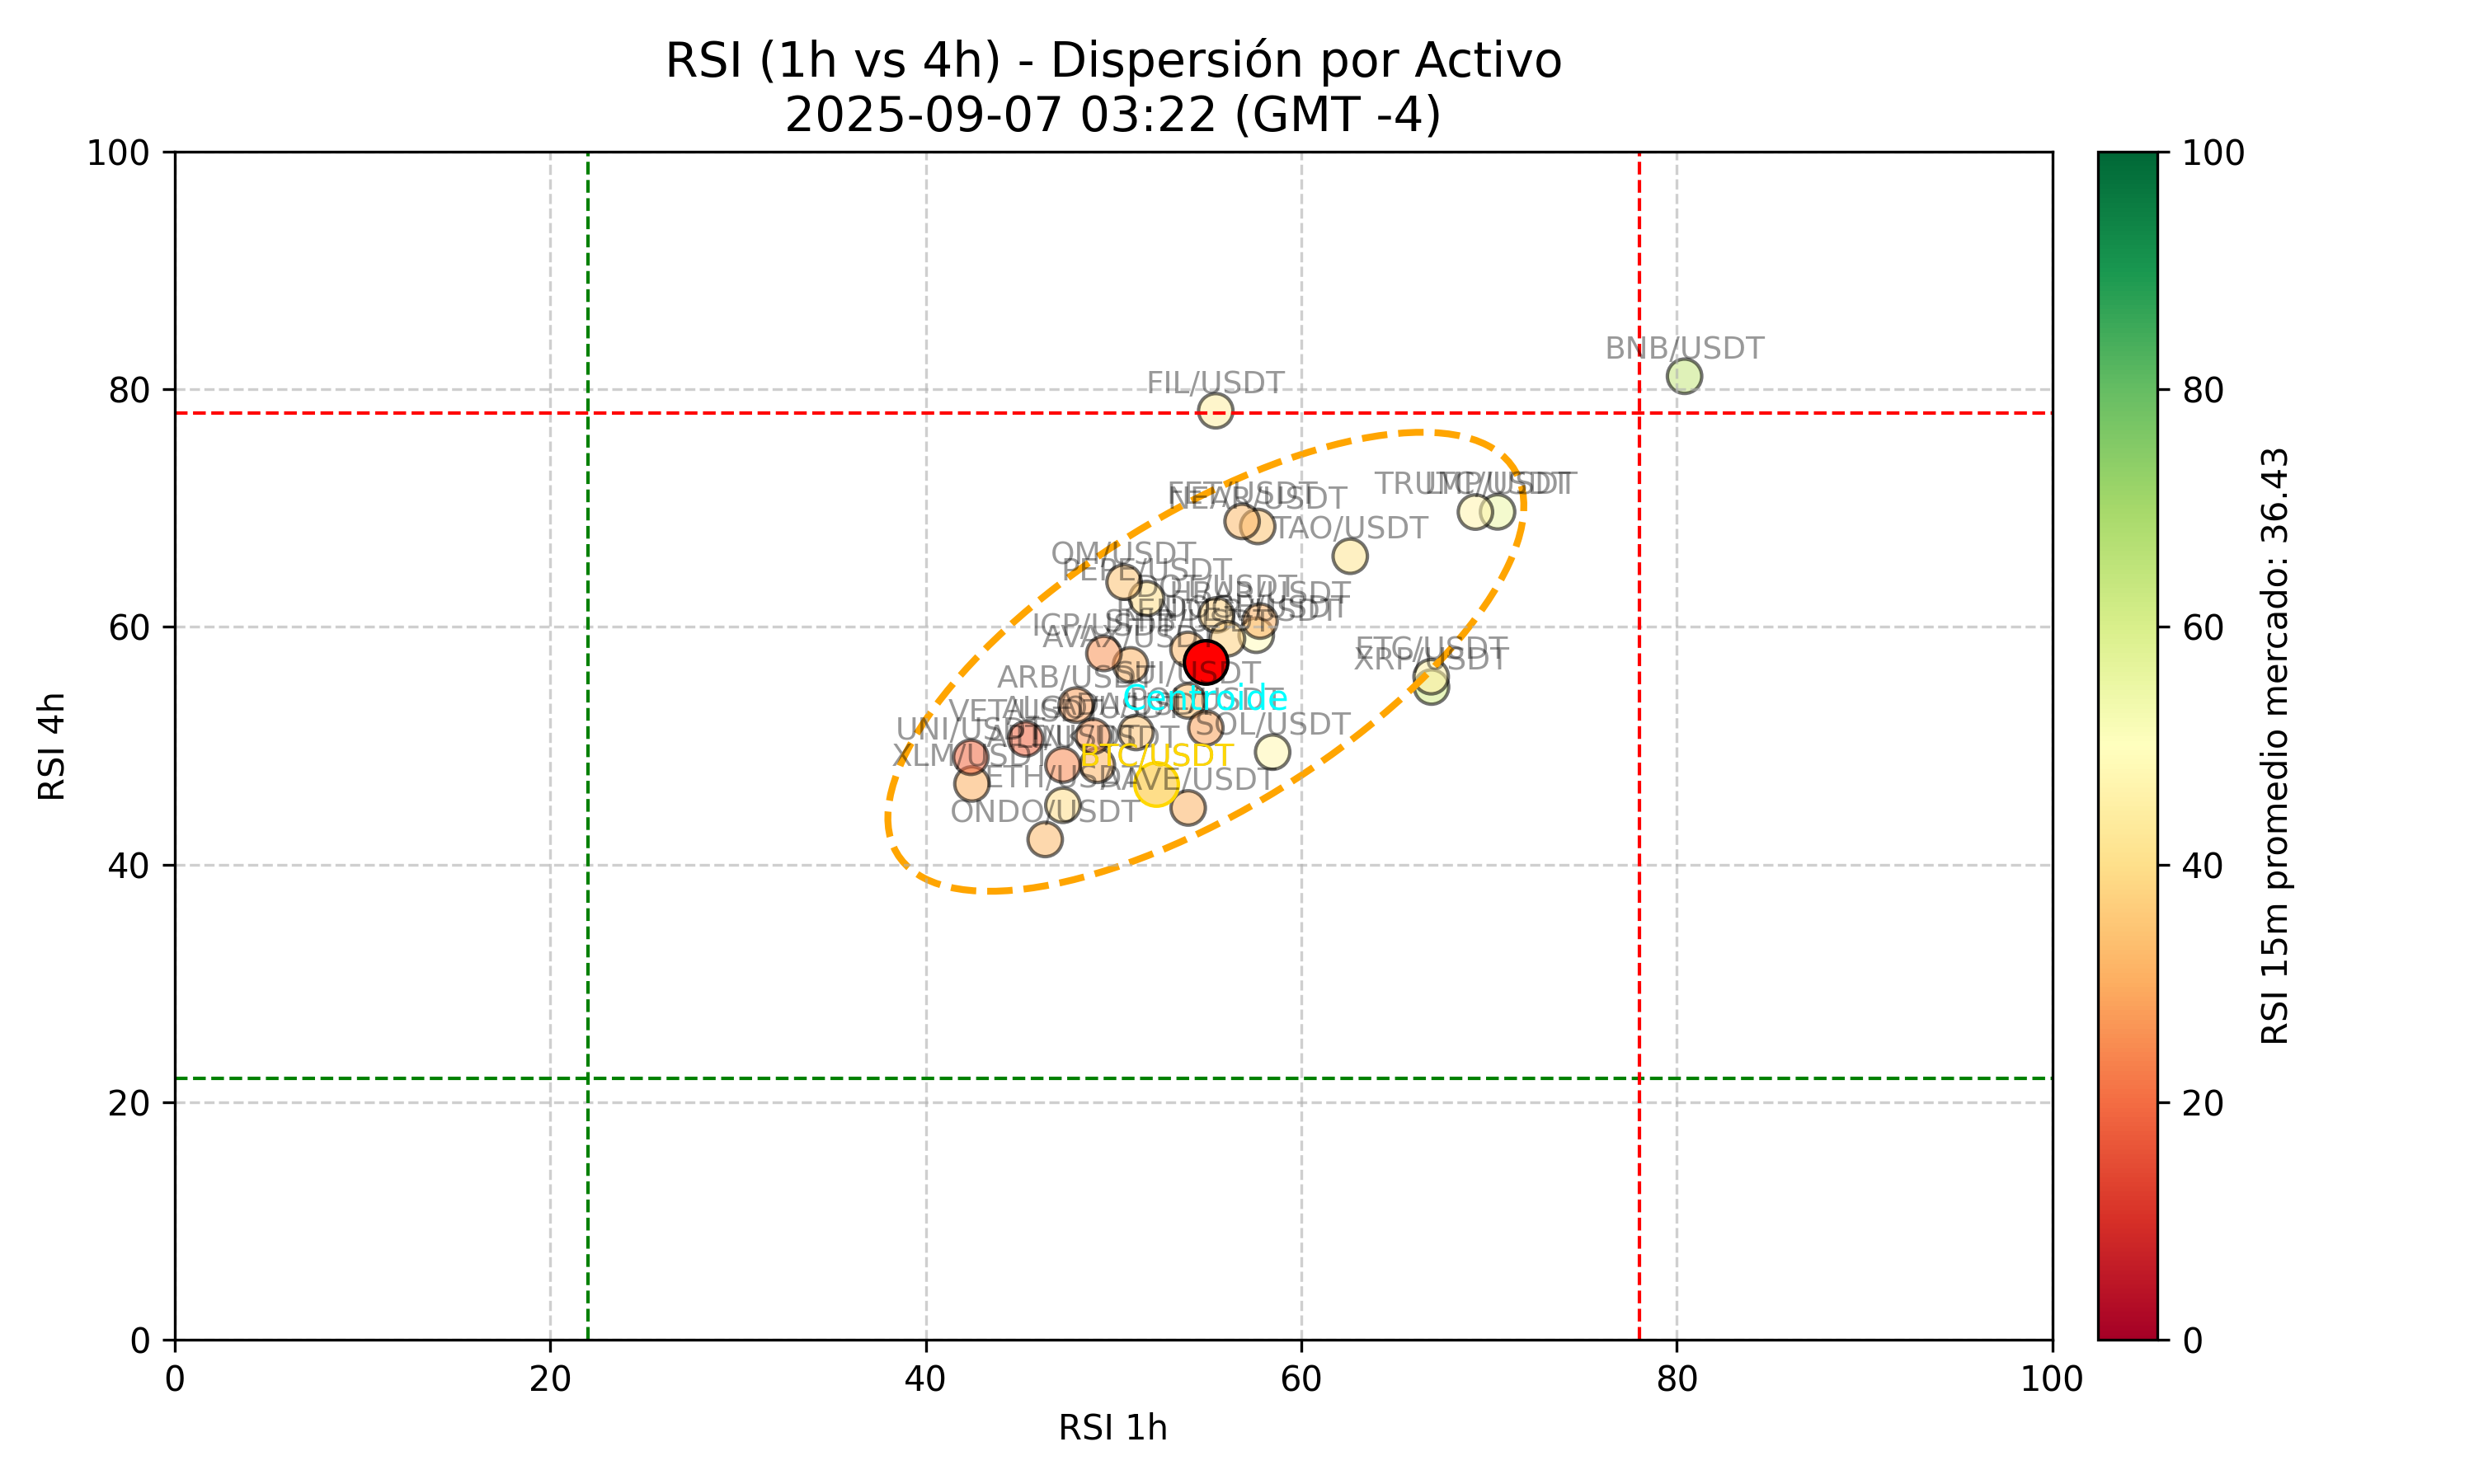 RSI (1h vs 4h) - Dispersión por Activo
2025-09-07 03:22 (GMT -4)
100
80
60
40
20
0
RSI 4h
BNB/USDT
FIL/USDT
LTC/USDT
NEAR/USDT
TAO/USDT
OM/USDT
PEPE/USDT
ICP/USDT
AVAX/USDT
ETC/USDT
XRP/USDT
ARB/USDT
SUI/USDT
Centroide
VET/USDT
SOL/USDT
UNI/USDT
XLM/USDT
BTC/USDT
ETH/USDT
AAVE/USDT
ONDO/USDT
0
20
40
60
80
100
RSI 1h
100
80
60
40
20
0
RSI 15m promedio mercado: 36.43